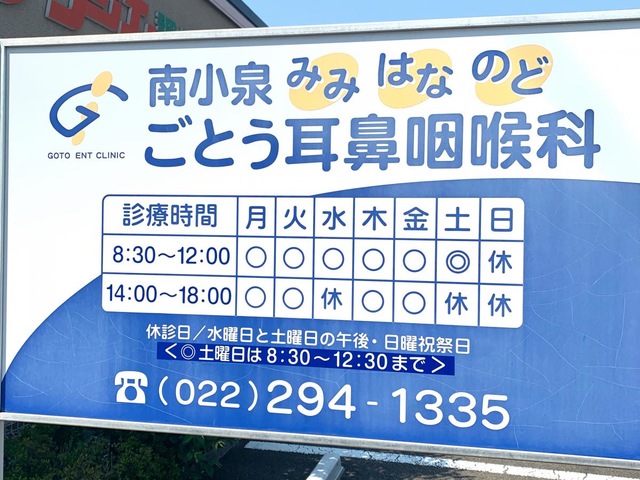 南小泉 みみ はな のど
ごとう耳鼻咽喉科
GOTO ENT CLINIC
診療時間 月 火 水 木 金 土 日
8:30～12:00 ○ ○ ○ ○ ○ ◎ 休
14:00～18:00 ○ ○ 休 ○ ○ 休 休
休診日／水曜日と土曜日の午後・日曜祝祭日
＜◎土曜日は8:30～12:30まで＞
☎(022)294-1335